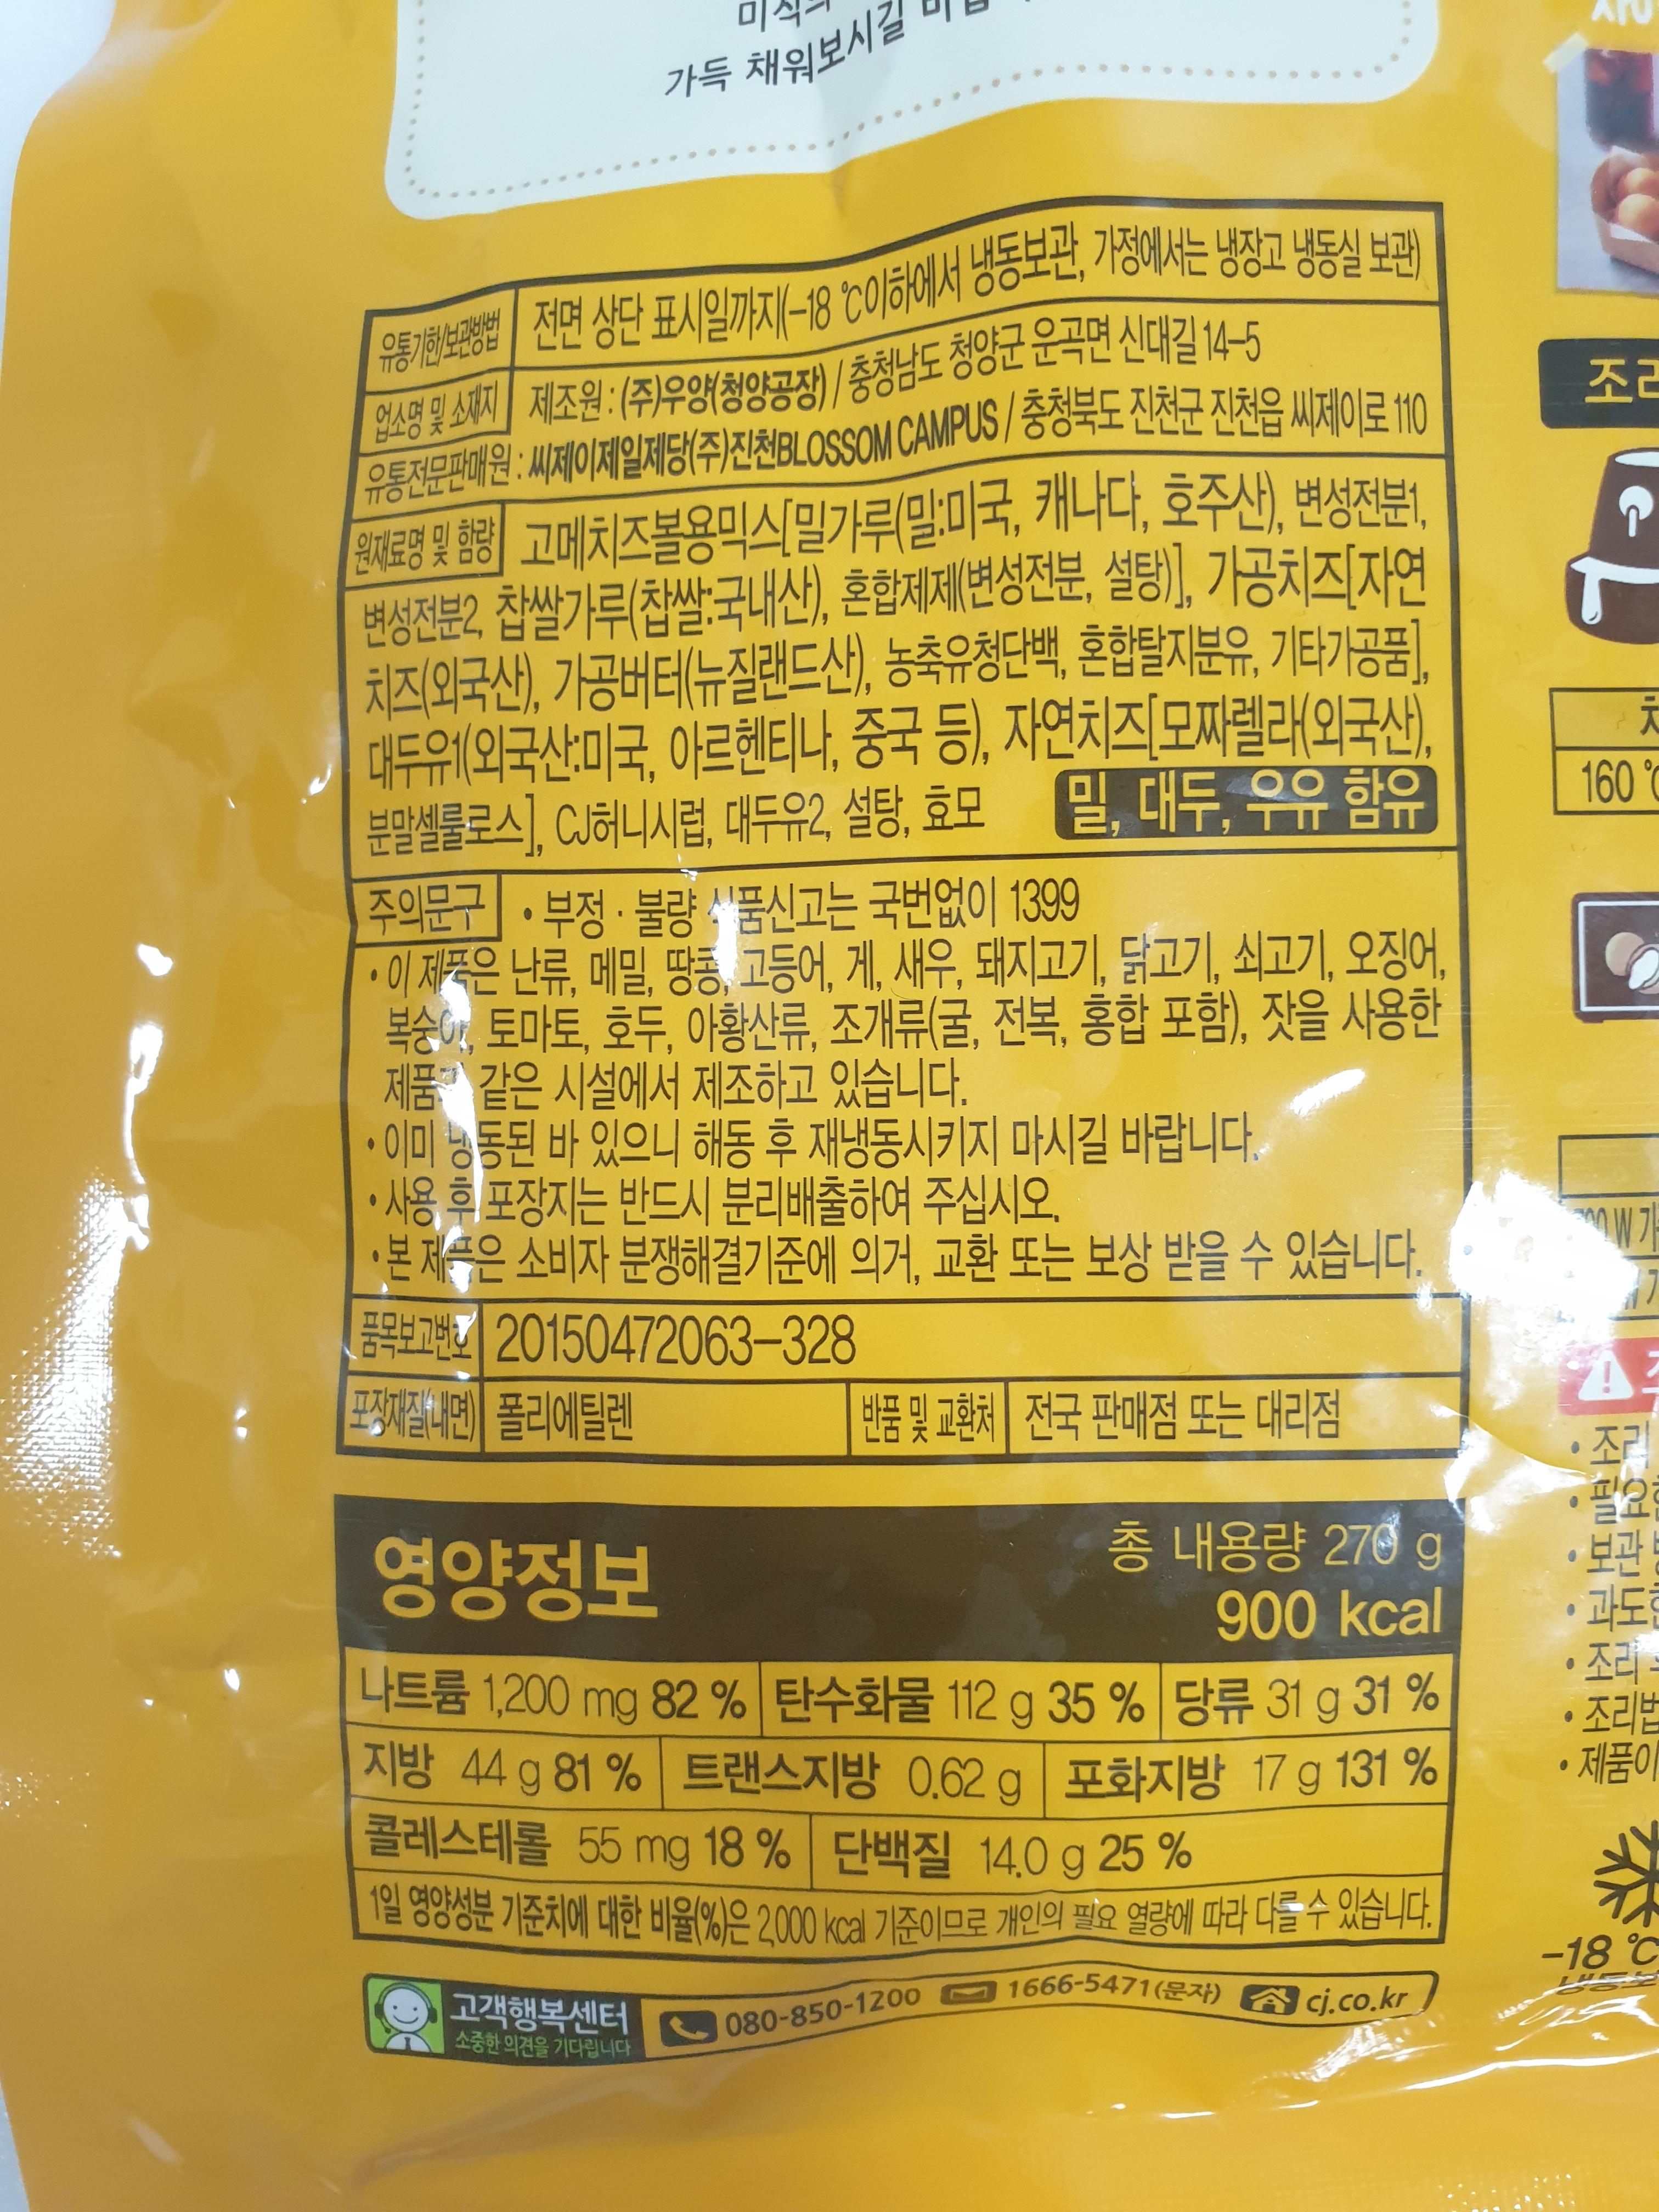 가득 채워보시길
유통기한/보관방법 전면 상단 표시일까지(-18 ℃이하에서 냉동보관, 가정에서는 냉장고 냉동실 보관)
업소명 및 소재지 제조원 : (주)우양(청양공장) / 충청남도 청양군 운곡면 신대길 14-5
유통전문판매원 : 씨제이제일제당(주)진천BLOSSOM CAMPUS / 충청북도 진천군 진천읍 씨제이로 110
원재료명 및 함량 고메치즈볼용믹스[밀가루(밀:미국, 캐나다, 호주산), 변성전분1,
변성전분2, 찹쌀가루(찹쌀:국내산), 혼합제제(변성전분, 설탕)], 가공치즈[자연
치즈(외국산), 가공버터(뉴질랜드산), 농축유청단백, 혼합탈지분유, 기타가공품],
대두유1(외국산:미국, 아르헨티나, 중국 등), 자연치즈[모짜렐라(외국산),
분말셀룰로스], CJ허니시럽, 대두유2, 설탕, 효모 밀, 대두, 우유 함유
주의문구 • 부정 · 불량 식품신고는 국번없이 1399
• 이 제품은 난류, 메밀, 땅콩, 고등어, 게, 새우, 돼지고기, 닭고기, 쇠고기, 오징어,
복숭아, 토마토, 호두, 아황산류, 조개류(굴, 전복, 홍합 포함), 잣을 사용한
제품과 같은 시설에서 제조하고 있습니다.
• 이미 냉동된 바 있으니 해동 후 재냉동시키지 마시길 바랍니다.
• 사용 후 포장지는 반드시 분리배출하여 주십시오.
• 본 제품은 소비자 분쟁해결기준에 의거, 교환 또는 보상 받을 수 있습니다.
품목보고번호 20150472063-328
포장재질(내면) 폴리에틸렌 반품 및 교환처 전국 판매점 또는 대리점
영양정보 총 내용량 270 g
900 kcal
나트륨 1,200 mg 82 % 탄수화물 112 g 35 % 당류 31 g 31 %
지방 44 g 81 % 트랜스지방 0.62 g 포화지방 17 g 131 %
콜레스테롤 55 mg 18 % 단백질 14.0 g 25 %
1일 영양성분 기준치에 대한 비율(%)은 2,000 kcal 기준이므로 개인의 필요 열량에 따라 다를 수 있습니다.
고객행복센터 080-850-1200 1666-5471(문자) cj.co.kr
소중한 의견을 기다립니다
160 ℃
• 조리
• 보관
• 조리
-18 ℃